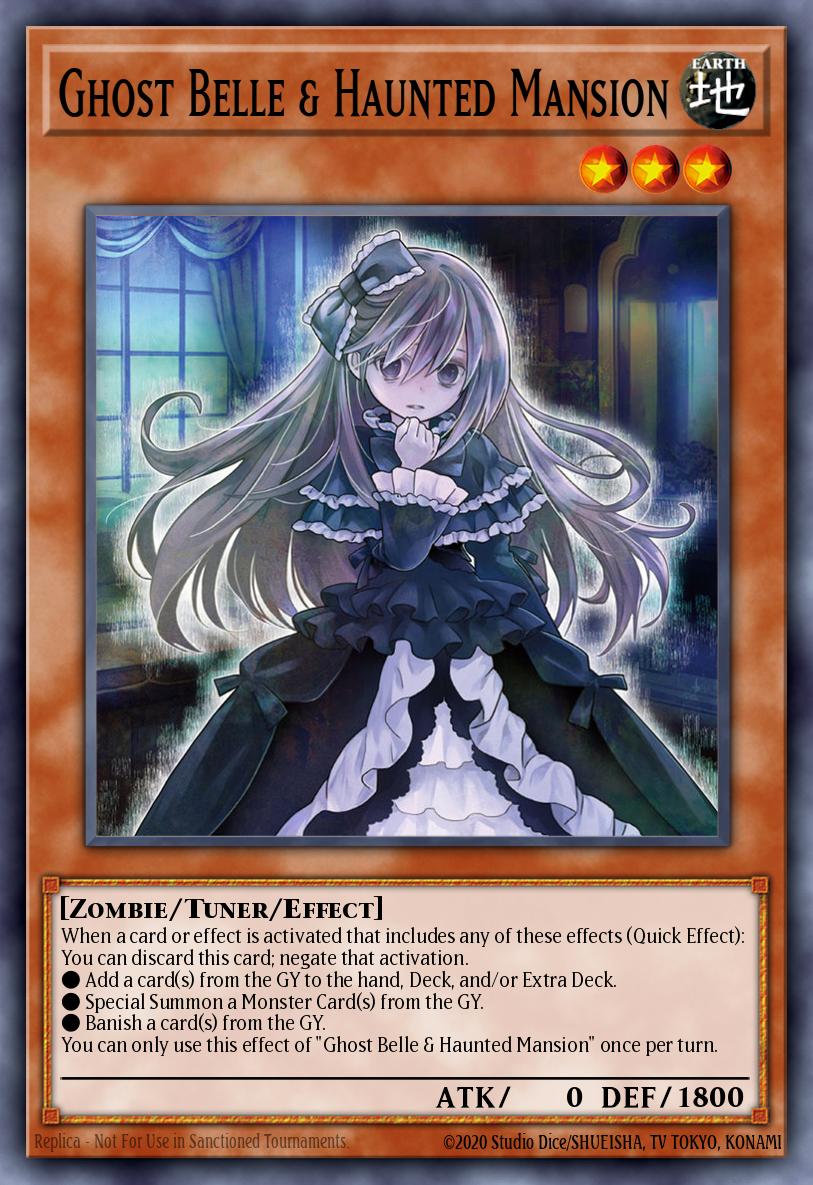 GHOST BELLE & HAUNTED MANSION
EARTH
地
[ZOMBIE/TUNER/EFFECT]
When a card or effect is activated that includes any of these effects (Quick Effect):
You can discard this card; negate that activation.
● Add a card(s) from the GY to the hand, Deck, and/or Extra Deck.
● Special Summon a Monster Card(s) from the GY.
● Banish a card(s) from the GY.
You can only use this effect of "Ghost Belle & Haunted Mansion" once per turn.
ATK/ 0 DEF/1800
Replica - Not For Use in Sanctioned Tournaments. ©2020 Studio Dice/SHUEISHA, TV TOKYO, KONAMI